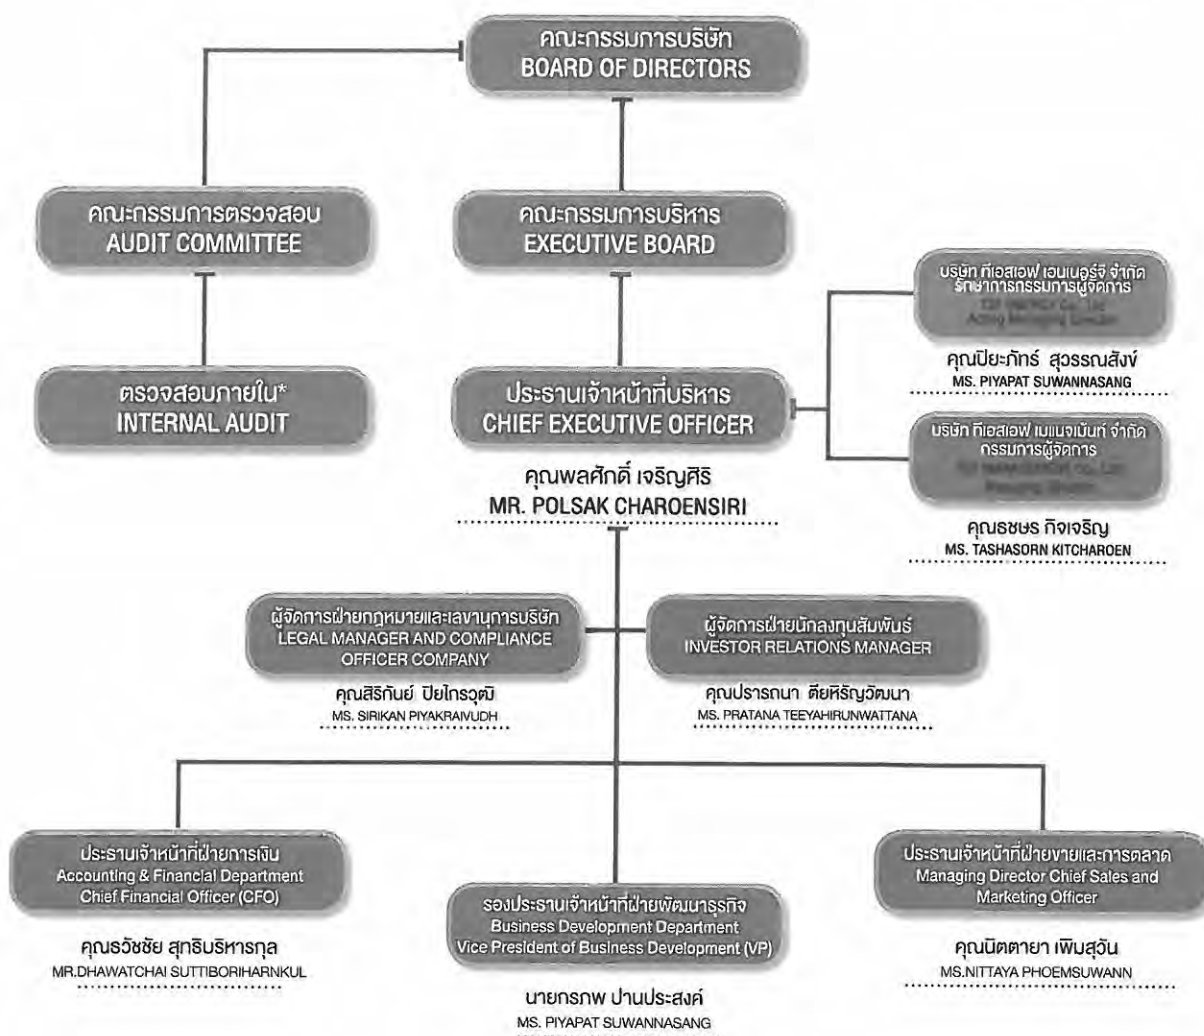 คณะกรรมการบริษัท
BOARD OF DIRECTORS
คณะกรรมการตรวจสอบ
AUDIT COMMITTEE
คณะกรรมการบริหาร
EXECUTIVE BOARD
บริษัท ทีเอสเอฟ เอนเนอร์จี จำกัด
รักษาการกรรมการผู้จัดการ
TSF ENERGY Co., Ltd
Acting Managing Director
คุณปิยะภัทร์ สุวรรณสังข์
MS. PIYAPAT SUWANNASANG
ตรวจสอบภายใน*
INTERNAL AUDIT
ประธานเจ้าหน้าที่บริหาร
CHIEF EXECUTIVE OFFICER
คุณพลศักดิ์ เจริญศิริ
MR. POLSAK CHAROENSIRI
บริษัท ทีเอสเอฟ เมเนจเม้นท์ จำกัด
กรรมการผู้จัดการ
TSF MANAGEMENT Co., Ltd
Managing Director
คุณธชษร กิจเจริญ
MS. TASHASORN KITCHAROEN
ผู้จัดการฝ่ายกฎหมายและเลขานุการบริษัท
LEGAL MANAGER AND COMPLIANCE
OFFICER COMPANY
คุณสิริกันย์ ปิยไกรวุฒิ
MS. SIRIKAN PIYAKRAIVUDH
ผู้จัดการฝ่ายนักลงทุนสัมพันธ์
INVESTOR RELATIONS MANAGER
คุณปรารถนา ตียหิรัญวัฒนา
MS. PRATANA TEEYAHIRUNWATTANA
ประธานเจ้าหน้าที่ฝ่ายการเงิน
Accounting & Financial Department
Chief Financial Officer (CFO)
คุณธวัชชัย สุทธิบริหารกุล
MR.DHAWATCHAI SUTTIBORIHARNKUL
รองประธานเจ้าหน้าที่ฝ่ายพัฒนาธุรกิจ
Business Development Department
Vice President of Business Development (VP)
นายกรภพ ปานประสงค์
MS. PIYAPAT SUWANNASANG
ประธานเจ้าหน้าที่ฝ่ายขายและการตลาด
Managing Director Chief Sales and
Marketing Officer
คุณนิตตายา เพิมสุวัน
MS.NITTAYA PHOEMSUWANN